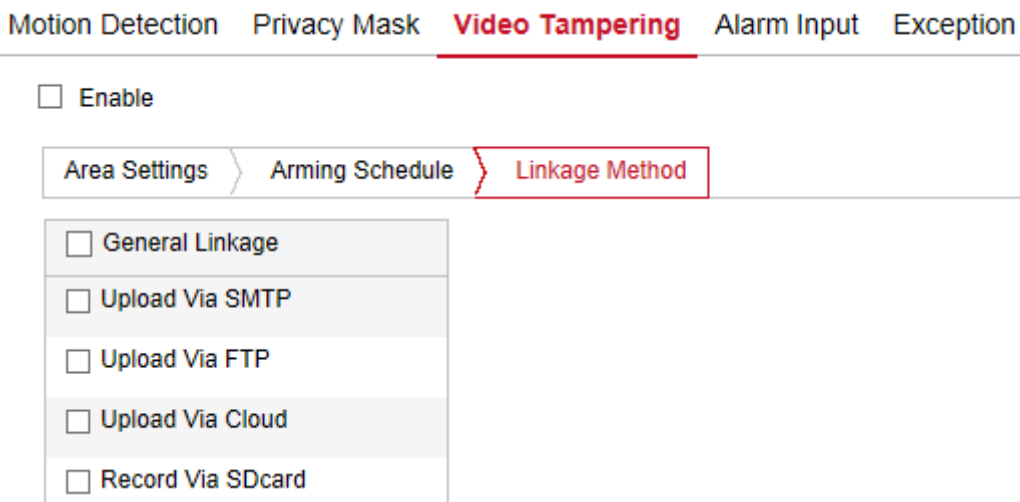 Motion Detection Privacy Mask Video Tampering Alarm Input Exception
Enable
Area Settings Arming Schedule Linkage Method
General Linkage
Upload Via SMTP
Upload Via FTP
Upload Via Cloud
Record Via SDcard